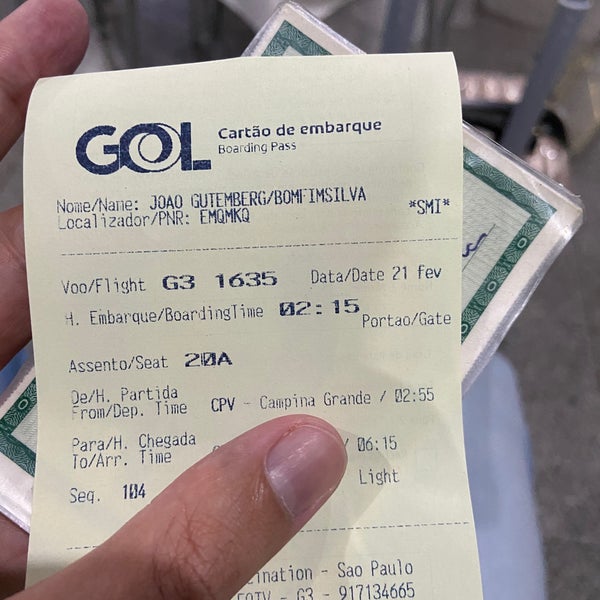 GOL Cartão de embarque
Boarding Pass
Nome/Name: JOAO GUTEMBERG/BOMFIMSILVA
Localizador/PNR: EMQMKQ *SMI*
Voo/Flight G3 1635 Data/Date 21 fev
H. Embarque/BoardingTime 02:15
Portao/Gate
Assento/Seat 20A
De/H. Partida
From/Dep. Time CPV - Campina Grande / 02:55
Para/H. Chegada
To/Arr. Time / 06:15
Light
Seq. 104
- Sao Paulo
- G3 - 917134665